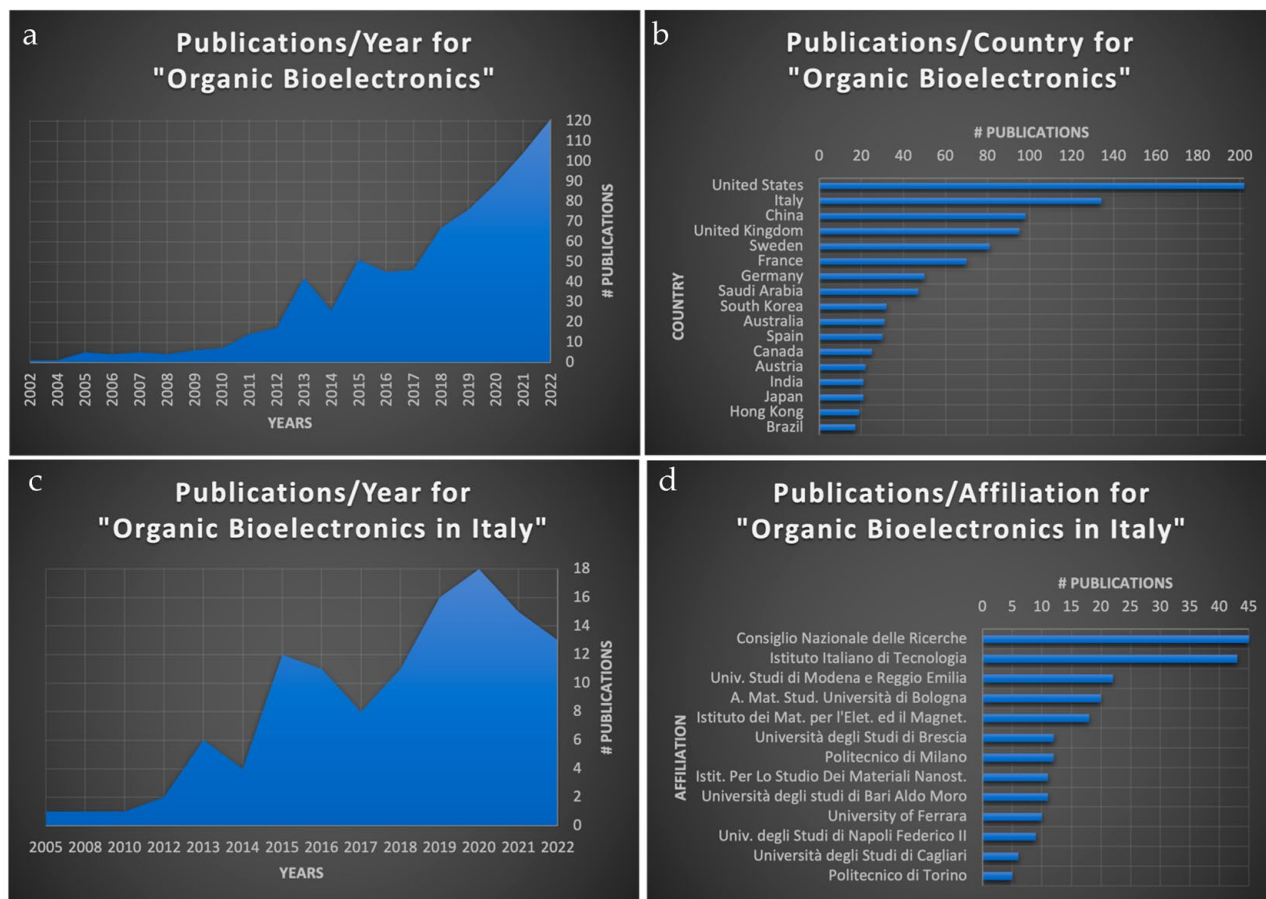 a
Publications/Year for
"Organic Bioelectronics"
120
110
100
90
80
70
60
50
40
30
20
10
0
# PUBLICATIONS
2002 2004 2005 2006 2007 2008 2009 2010 2011 2012 2013 2014 2015 2016 2017 2018 2019 2020 2021 2022
YEARS
b
Publications/Country for
"Organic Bioelectronics"
# PUBLICATIONS
0 20 40 60 80 100 120 140 160 180 200
COUNTRY
United States
Italy
China
United Kingdom
Sweden
France
Germany
Saudi Arabia
South Korea
Australia
Spain
Canada
Austria
India
Japan
Hong Kong
Brazil
c
Publications/Year for
"Organic Bioelectronics in Italy"
18
16
14
12
10
8
6
4
2
0
# PUBLICATIONS
2005 2008 2010 2012 2013 2014 2015 2016 2017 2018 2019 2020 2021 2022
YEARS
d
Publications/Affiliation for
"Organic Bioelectronics in Italy"
# PUBLICATIONS
0 5 10 15 20 25 30 35 40 45
AFFILIATION
Consiglio Nazionale delle Ricerche
Istituto Italiano di Tecnologia
Univ. Studi di Modena e Reggio Emilia
A. Mat. Stud. Università di Bologna
Istituto dei Mat. per l'Elet. ed il Magnet.
Università degli Studi di Brescia
Politecnico di Milano
Istit. Per Lo Studio Dei Materiali Nanost.
Università degli studi di Bari Aldo Moro
University of Ferrara
Univ. degli Studi di Napoli Federico II
Università degli Studi di Cagliari
Politecnico di Torino